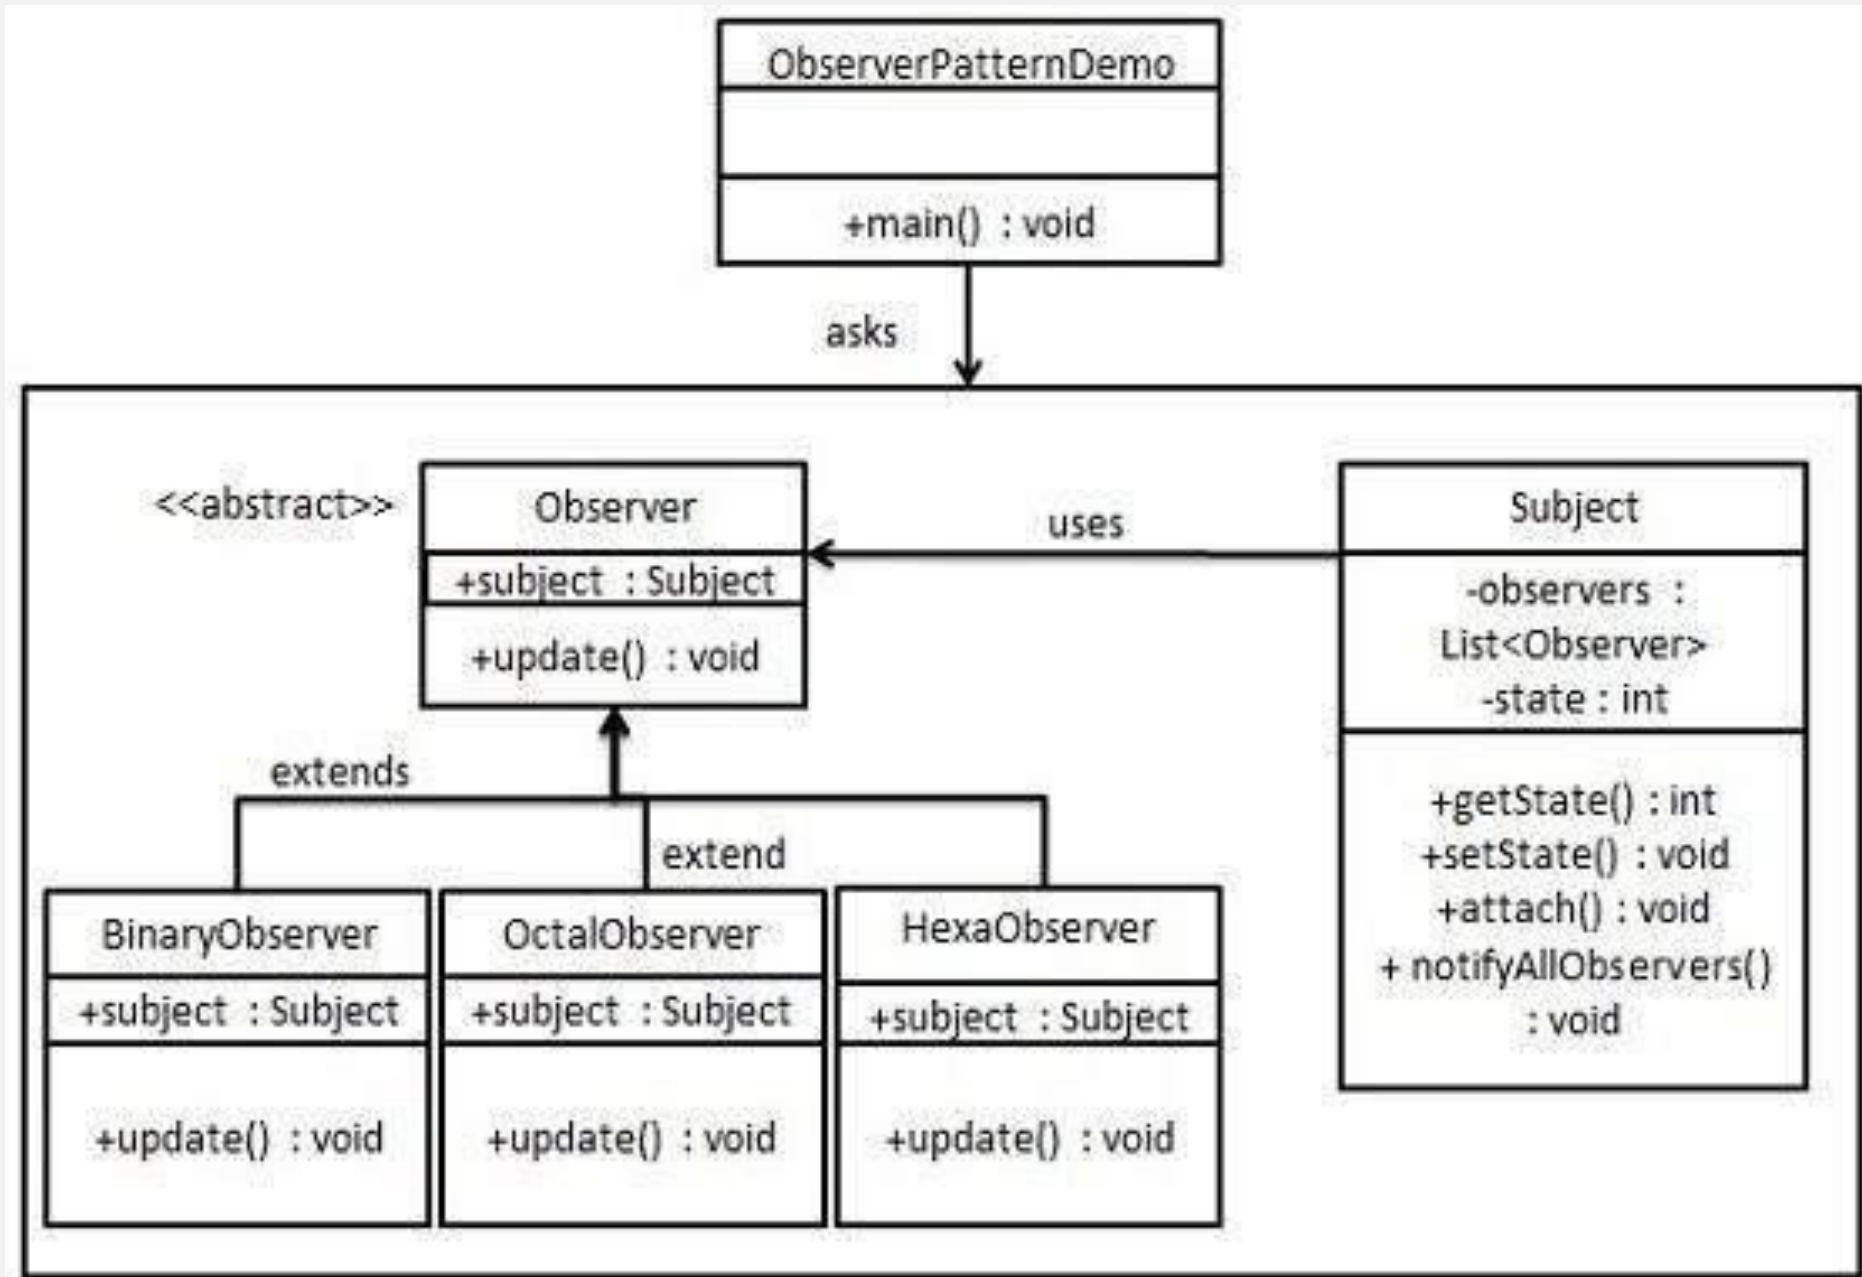 ObserverPatternDemo
+main() : void
asks
<<abstract>>
Observer
+subject : Subject
+update() : void
uses
Subject
-observers :
List<Observer>
-state : int
+getState() : int
+setState() : void
+attach() : void
+ notifyAllObservers()
: void
extends
extend
BinaryObserver
+subject : Subject
+update() : void
OctalObserver
+subject : Subject
+update() : void
HexaObserver
+subject : Subject
+update() : void